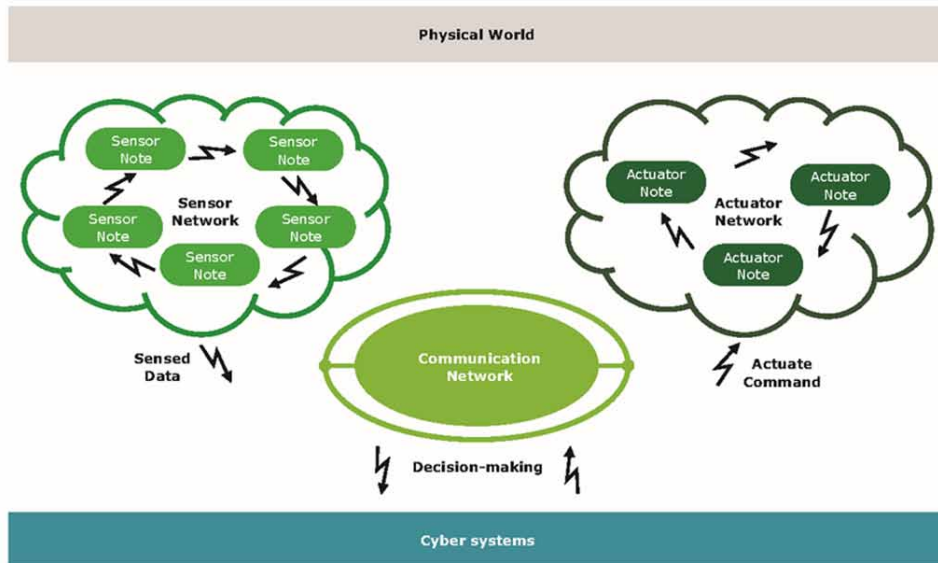 Physical World
Sensor
Note
Sensor
Note
Sensor
Network
Sensor
Note
Sensor
Note
Sensor
Note
Actuator
Note
Actuator
Note
Actuator
Network
Actuator
Note
Sensed
Data
Communication
Network
Actuate
Command
Decision-making
Cyber systems